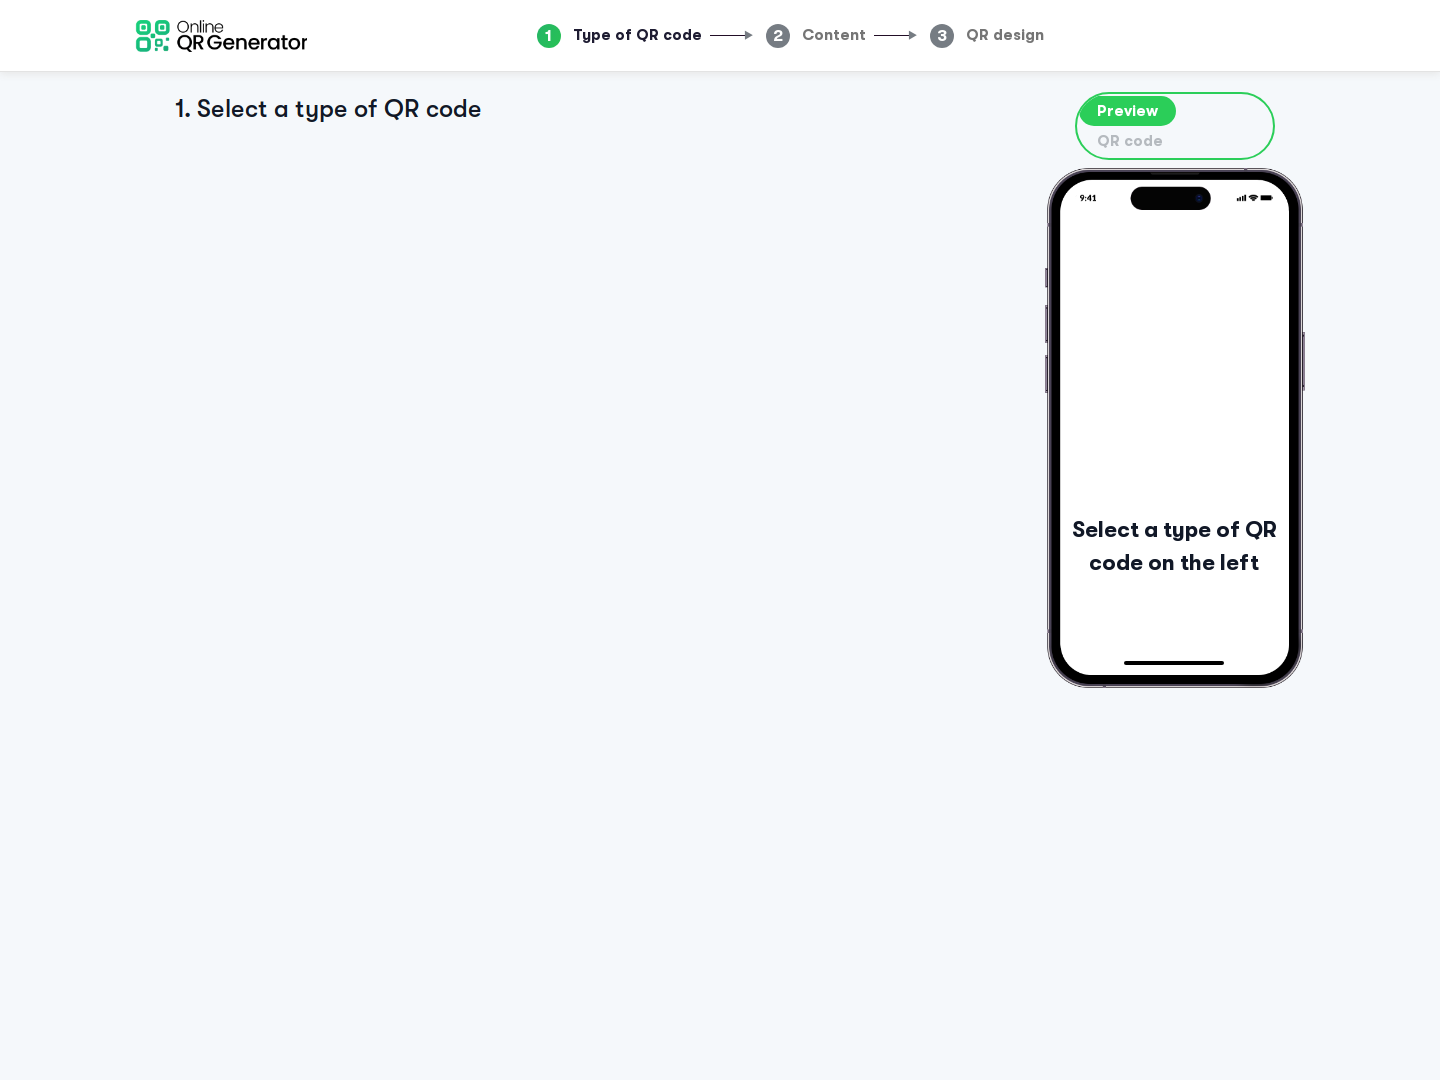 Online
QR Generator
1 Type of QR code 2 Content 3 QR design
1. Select a type of QR code
Preview
QR code
9:41
Select a type of QR
code on the left